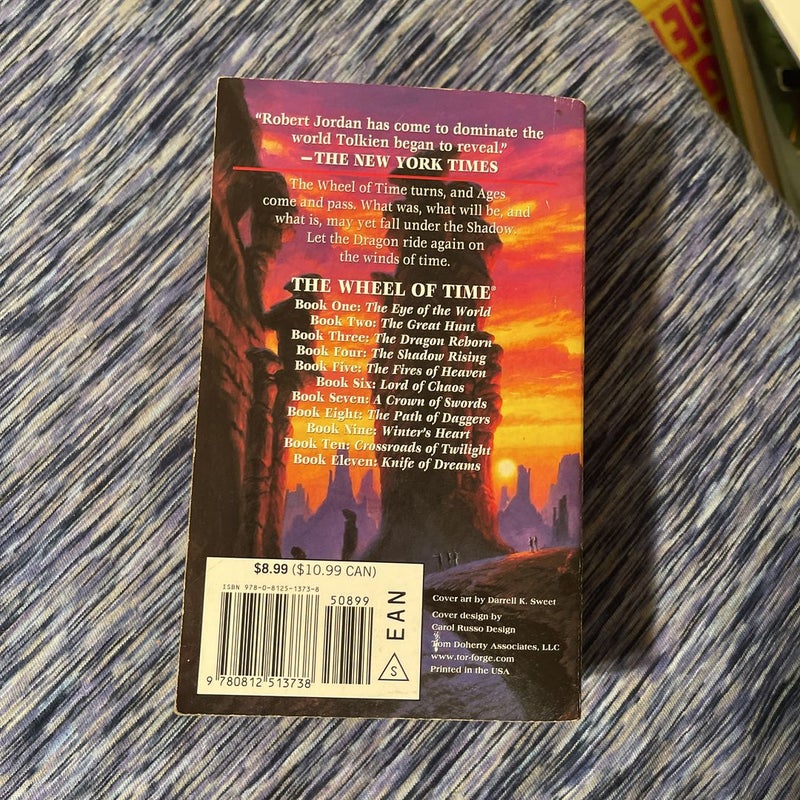 “Robert Jordan has come to dominate the
world Tolkien began to reveal.”
—THE NEW YORK TIMES
The Wheel of Time turns, and Ages
come and pass. What was, what will be, and
what is, may yet fall under the Shadow.
Let the Dragon ride again on
the winds of time.
THE WHEEL OF TIME®
Book One: The Eye of the World
Book Two: The Great Hunt
Book Three: The Dragon Reborn
Book Four: The Shadow Rising
Book Five: The Fires of Heaven
Book Six: Lord of Chaos
Book Seven: A Crown of Swords
Book Eight: The Path of Daggers
Book Nine: Winter's Heart
Book Ten: Crossroads of Twilight
Book Eleven: Knife of Dreams
$8.99 ($10.99 CAN)
ISBN 978-0-8125-1373-8
50899
EAN
S
9 780812 513738
Cover art by Darrell K. Sweet
Cover design by
Carol Russo Design
Tom Doherty Associates, LLC
www.tor-forge.com
Printed in the USA